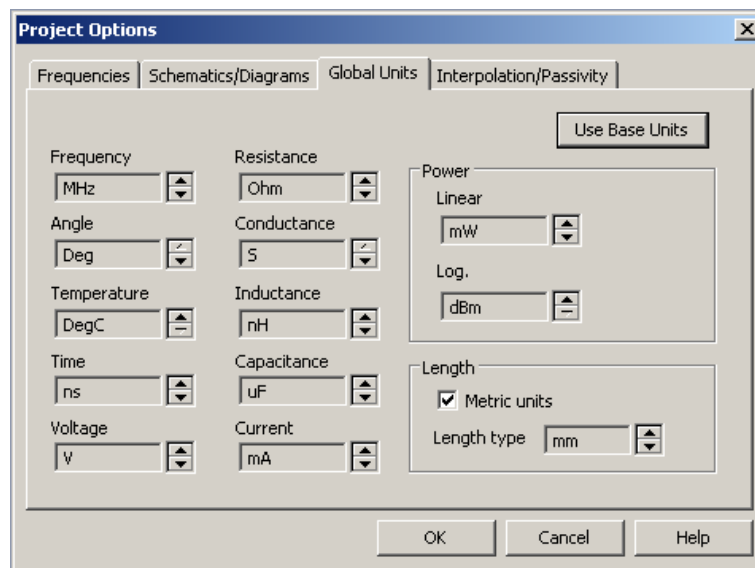 Project Options
Frequencies Schematics/Diagrams Global Units Interpolation/Passivity
Use Base Units
Frequency Resistance
MHz Ohm
Power
Linear
mW
Angle Conductance
Deg S
Log.
dBm
Temperature Inductance
DegC nH
Time Capacitance
ns uF
Length
Metric units
Length type mm
Voltage Current
V mA
OK Cancel Help